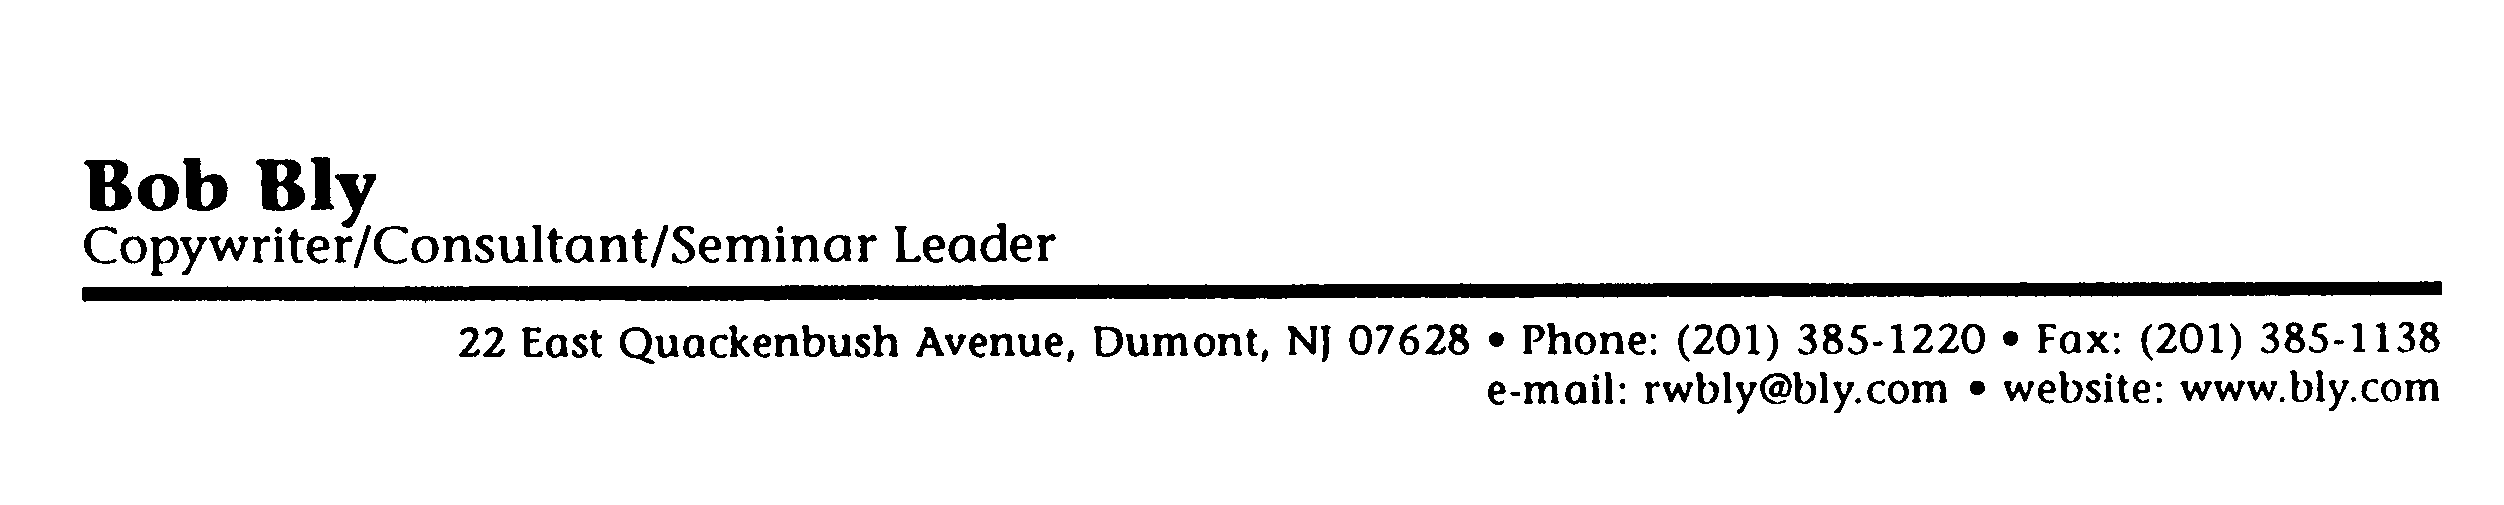 Bob Bly
Copywriter/Consultant/Seminar Leader
22 East Quackenbush Avenue, Dumont, NJ 07628 • Phone: (201) 385-1220 • Fax: (201) 385-1138
e-mail: rwbly@bly.com • website: www.bly.com